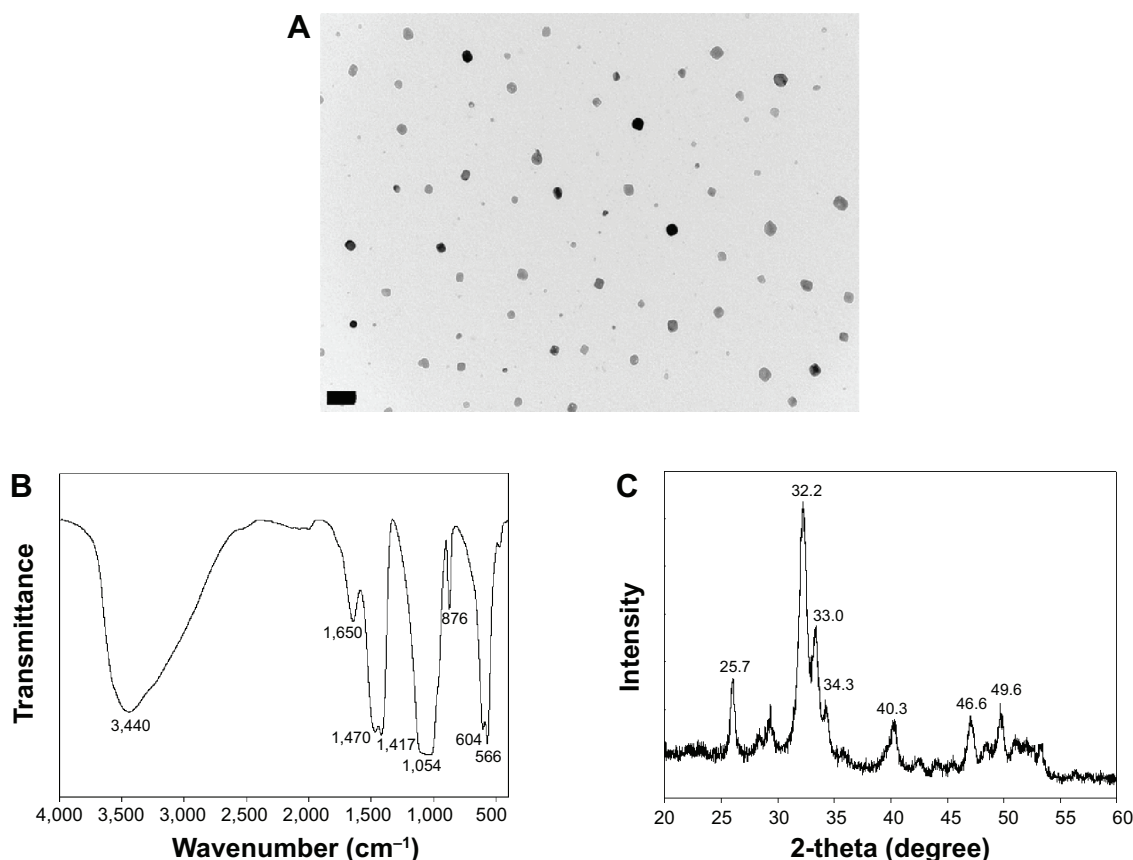 A
B
Transmittance
3,440
1,650
1,470
1,417
1,054
876
604
566
4,000 3,500 3,000 2,500 2,000 1,500 1,000 500
Wavenumber (cm⁻¹)
C
Intensity
25.7
32.2
33.0
34.3
40.3
46.6
49.6
20 25 30 35 40 45 50 55 60
2-theta (degree)